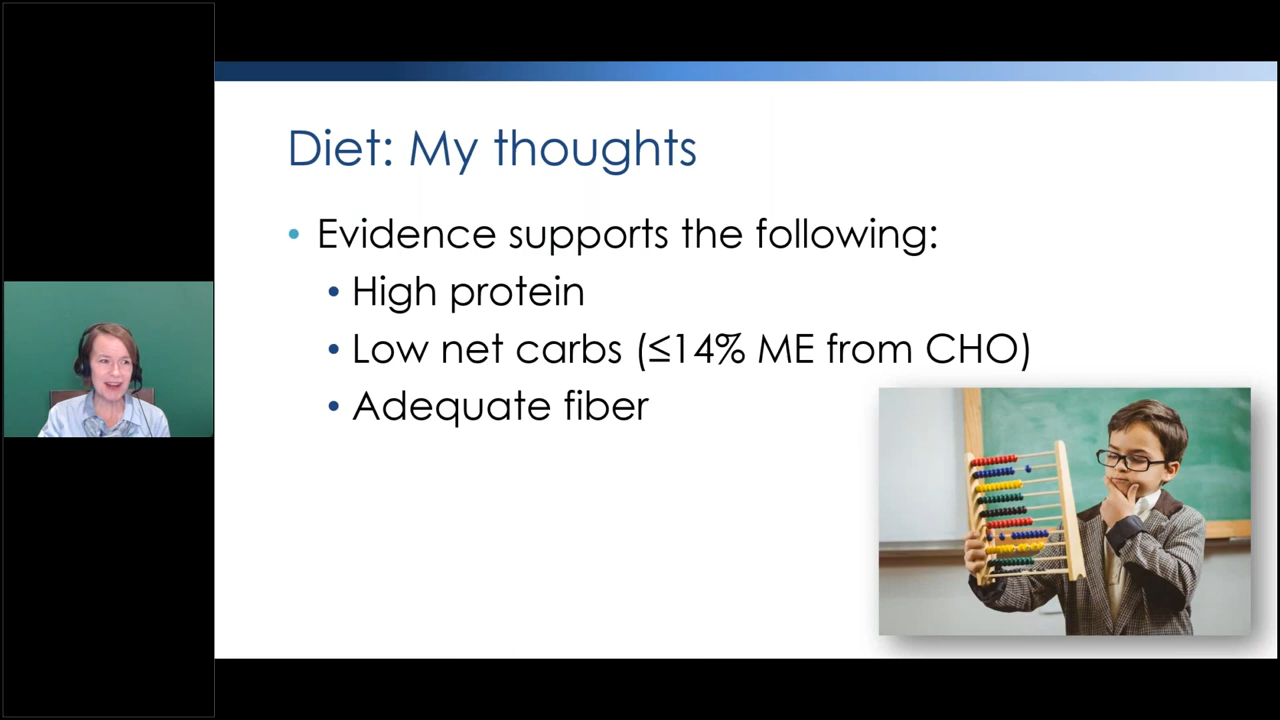 Diet: My thoughts
• Evidence supports the following:
• High protein
• Low net carbs (≤14% ME from CHO)
• Adequate fiber